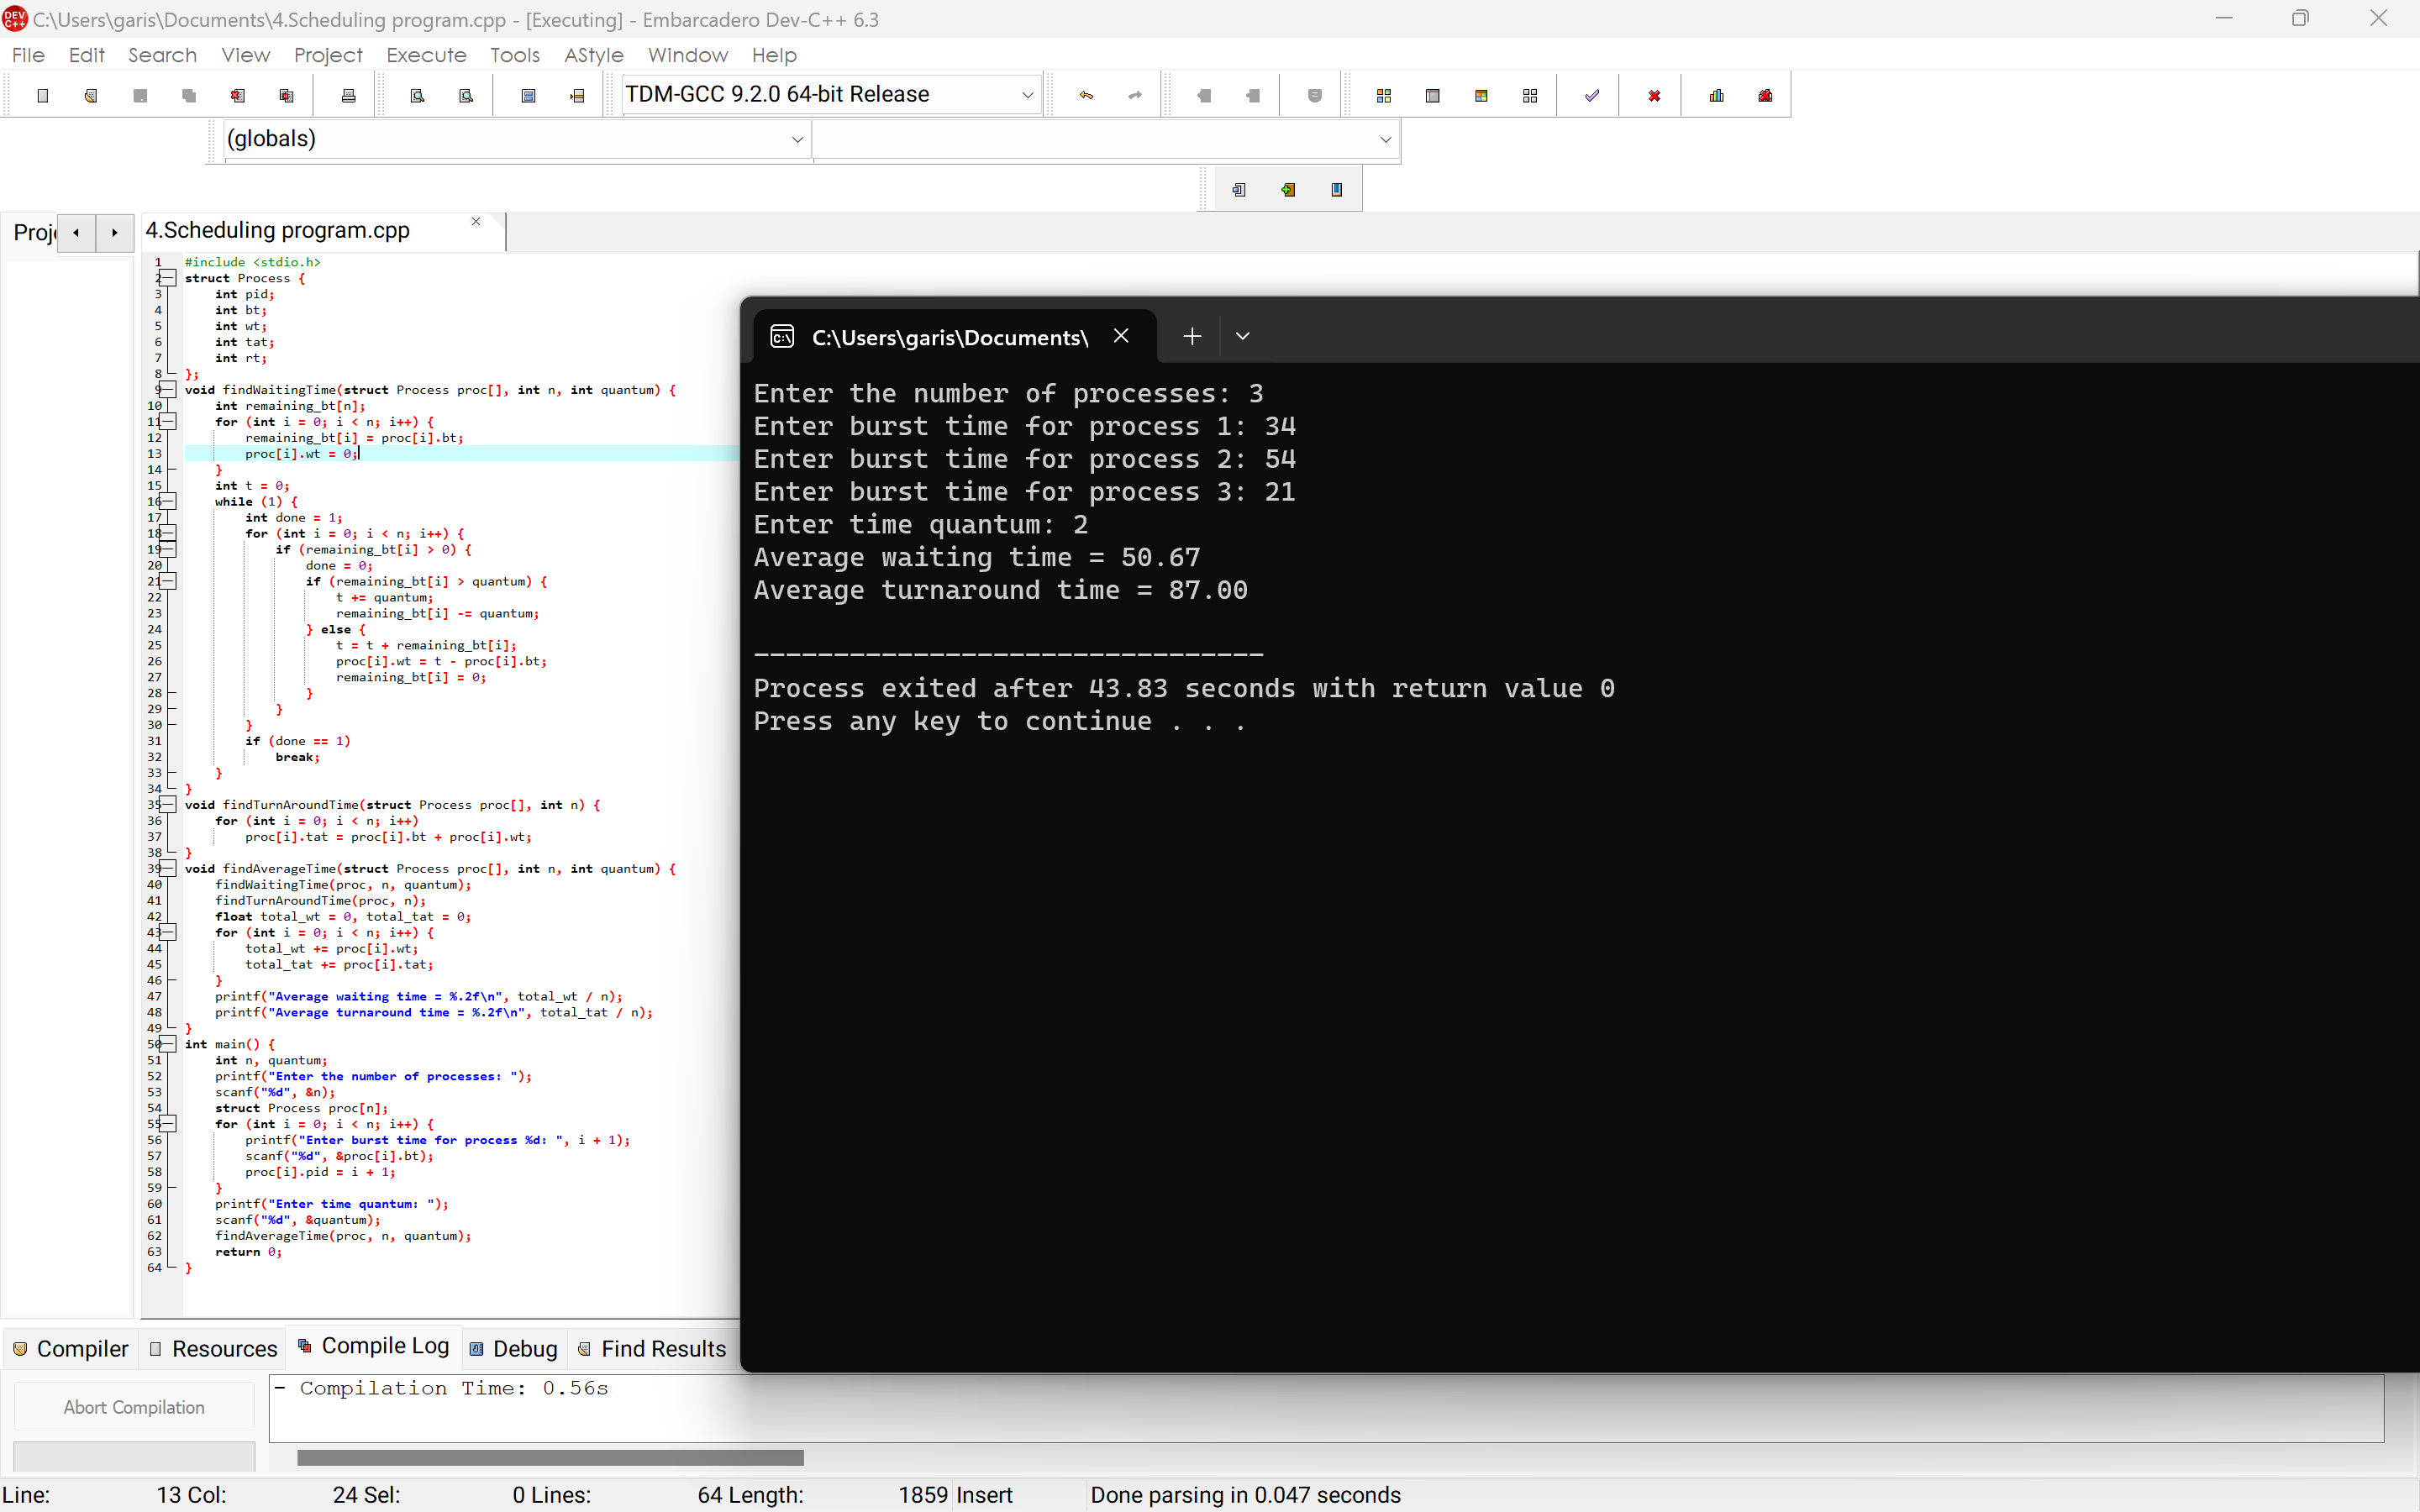 C:\Users\garis\Documents\4.Scheduling program.cpp - [Executing] - Embarcadero Dev-C++ 6.3
File Edit Search View Project Execute Tools AStyle Window Help
TDM-GCC 9.2.0 64-bit Release
(globals)
Proje
4.Scheduling program.cpp
1 #include <stdio.h>
2 struct Process {
3 int pid;
4 int bt;
5 int wt;
6 int tat;
7 int rt;
8 };
9 void findWaitingTime(struct Process proc[], int n, int quantum) {
10 int remaining_bt[n];
11 for (int i = 0; i < n; i++) {
12 remaining_bt[i] = proc[i].bt;
13 proc[i].wt = 0;
14 }
15 int t = 0;
16 while (1) {
17 int done = 1;
18 for (int i = 0; i < n; i++) {
19 if (remaining_bt[i] > 0) {
20 done = 0;
21 if (remaining_bt[i] > quantum) {
22 t += quantum;
23 remaining_bt[i] -= quantum;
24 } else {
25 t = t + remaining_bt[i];
26 proc[i].wt = t - proc[i].bt;
27 remaining_bt[i] = 0;
28 }
29 }
30 }
31 if (done == 1)
32 break;
33 }
34 }
35 void findTurnAroundTime(struct Process proc[], int n) {
36 for (int i = 0; i < n; i++)
37 proc[i].tat = proc[i].bt + proc[i].wt;
38 }
39 void findAverageTime(struct Process proc[], int n, int quantum) {
40 findWaitingTime(proc, n, quantum);
41 findTurnAroundTime(proc, n);
42 float total_wt = 0, total_tat = 0;
43 for (int i = 0; i < n; i++) {
44 total_wt += proc[i].wt;
45 total_tat += proc[i].tat;
46 }
47 printf("Average waiting time = %.2f\n", total_wt / n);
48 printf("Average turnaround time = %.2f\n", total_tat / n);
49 }
50 int main() {
51 int n, quantum;
52 printf("Enter the number of processes: ");
53 scanf("%d", &n);
54 struct Process proc[n];
55 for (int i = 0; i < n; i++) {
56 printf("Enter burst time for process %d: ", i + 1);
57 scanf("%d", &proc[i].bt);
58 proc[i].pid = i + 1;
59 }
60 printf("Enter time quantum: ");
61 scanf("%d", &quantum);
62 findAverageTime(proc, n, quantum);
63 return 0;
64 }
C:\Users\garis\Documents\
Enter the number of processes: 3
Enter burst time for process 1: 34
Enter burst time for process 2: 54
Enter burst time for process 3: 21
Enter time quantum: 2
Average waiting time = 50.67
Average turnaround time = 87.00
--------------------------------
Process exited after 43.83 seconds with return value 0
Press any key to continue . . .
Compiler Resources Compile Log Debug Find Results
Abort Compilation
- Compilation Time: 0.56s
Line: 13 Col: 24 Sel: 0 Lines: 64 Length: 1859 Insert Done parsing in 0.047 seconds